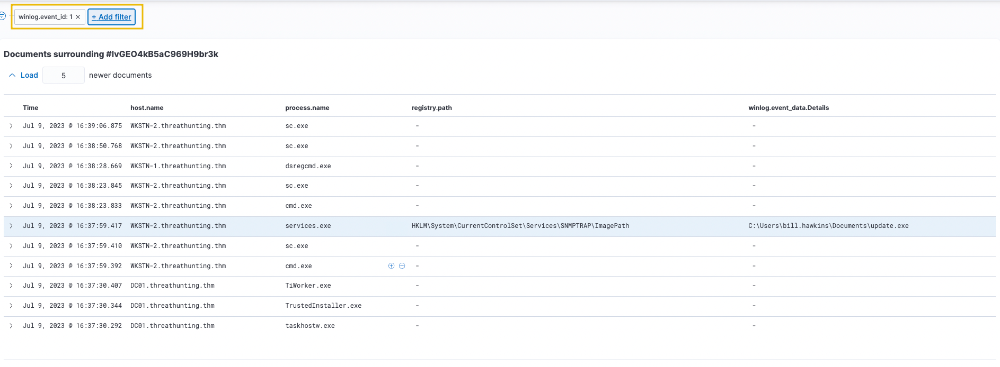 winlog.event_id: 1 × + Add filter
Documents surrounding #lvGEO4kB5aC969H9br3k
Load 5 newer documents
Time host.name process.name registry.path winlog.event_data.Details
Jul 9, 2023 @ 16:39:06.875 WKSTN-2.threathunting.thm sc.exe - -
Jul 9, 2023 @ 16:38:50.768 WKSTN-2.threathunting.thm sc.exe - -
Jul 9, 2023 @ 16:38:28.669 WKSTN-1.threathunting.thm dsregcmd.exe - -
Jul 9, 2023 @ 16:38:23.845 WKSTN-2.threathunting.thm sc.exe - -
Jul 9, 2023 @ 16:38:23.833 WKSTN-2.threathunting.thm cmd.exe - -
Jul 9, 2023 @ 16:37:59.417 WKSTN-2.threathunting.thm services.exe HKLM\System\CurrentControlSet\Services\SNMPTRAP\ImagePath C:\Users\bill.hawkins\Documents\update.exe
Jul 9, 2023 @ 16:37:59.410 WKSTN-2.threathunting.thm sc.exe - -
Jul 9, 2023 @ 16:37:59.392 WKSTN-2.threathunting.thm cmd.exe - -
Jul 9, 2023 @ 16:37:30.407 DC01.threathunting.thm TiWorker.exe - -
Jul 9, 2023 @ 16:37:30.344 DC01.threathunting.thm TrustedInstaller.exe - -
Jul 9, 2023 @ 16:37:30.292 DC01.threathunting.thm taskhostw.exe - -